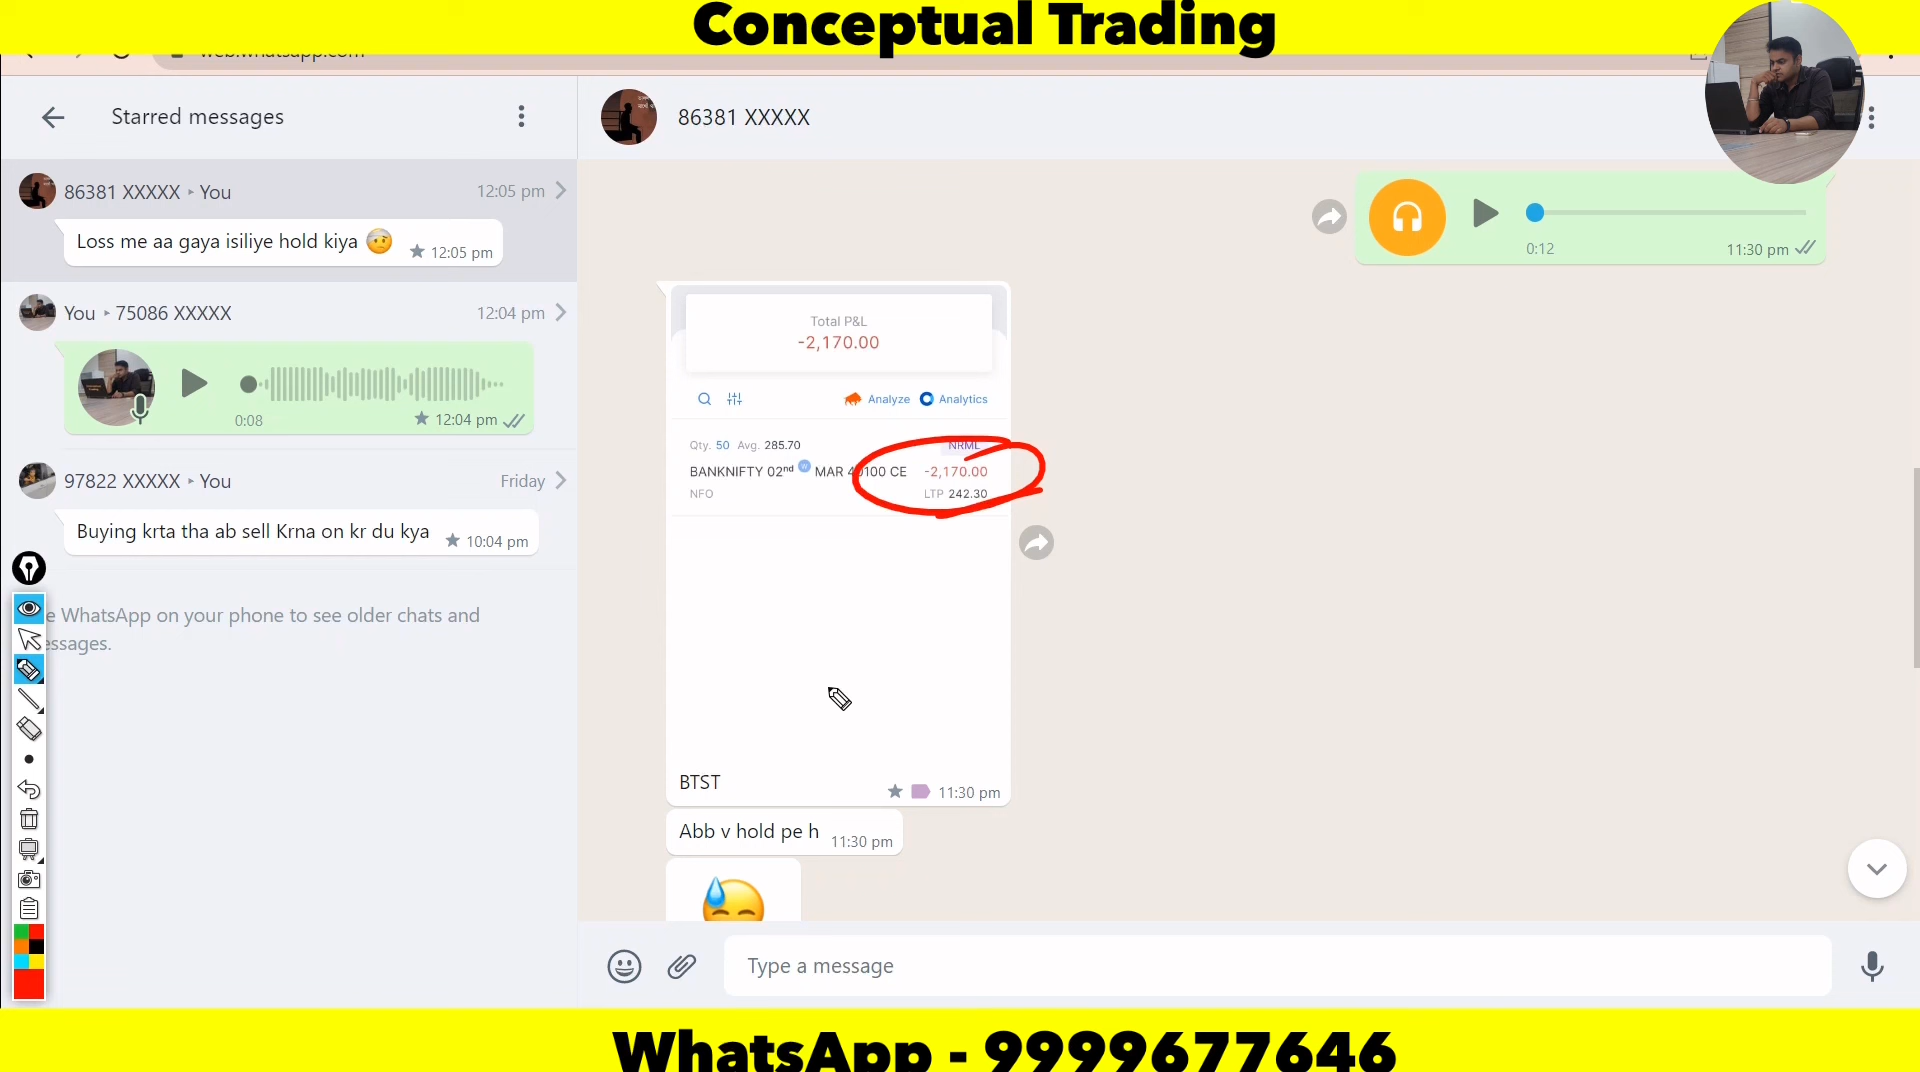 Conceptual Trading
web.whatsapp.com
Starred messages
86381 XXXXX
86381 XXXXX ▸ You
12:05 pm
Loss me aa gaya isiliye hold kiya 🤕
12:05 pm
You ▸ 75086 XXXXX
12:04 pm
0:08
12:04 pm
97822 XXXXX ▸ You
Friday
Buying krta tha ab sell Krna on kr du kya
10:04 pm
WhatsApp on your phone to see older chats and
0:12
11:30 pm
Total P&L
-2,170.00
Analyze
Analytics
Qty. 50 Avg. 285.70
NRML
BANKNIFTY 02nd W MAR 40100 CE
-2,170.00
NFO
LTP 242.30
BTST
11:30 pm
Abb v hold pe h
11:30 pm
Type a message
WhatsApp - 9999677646